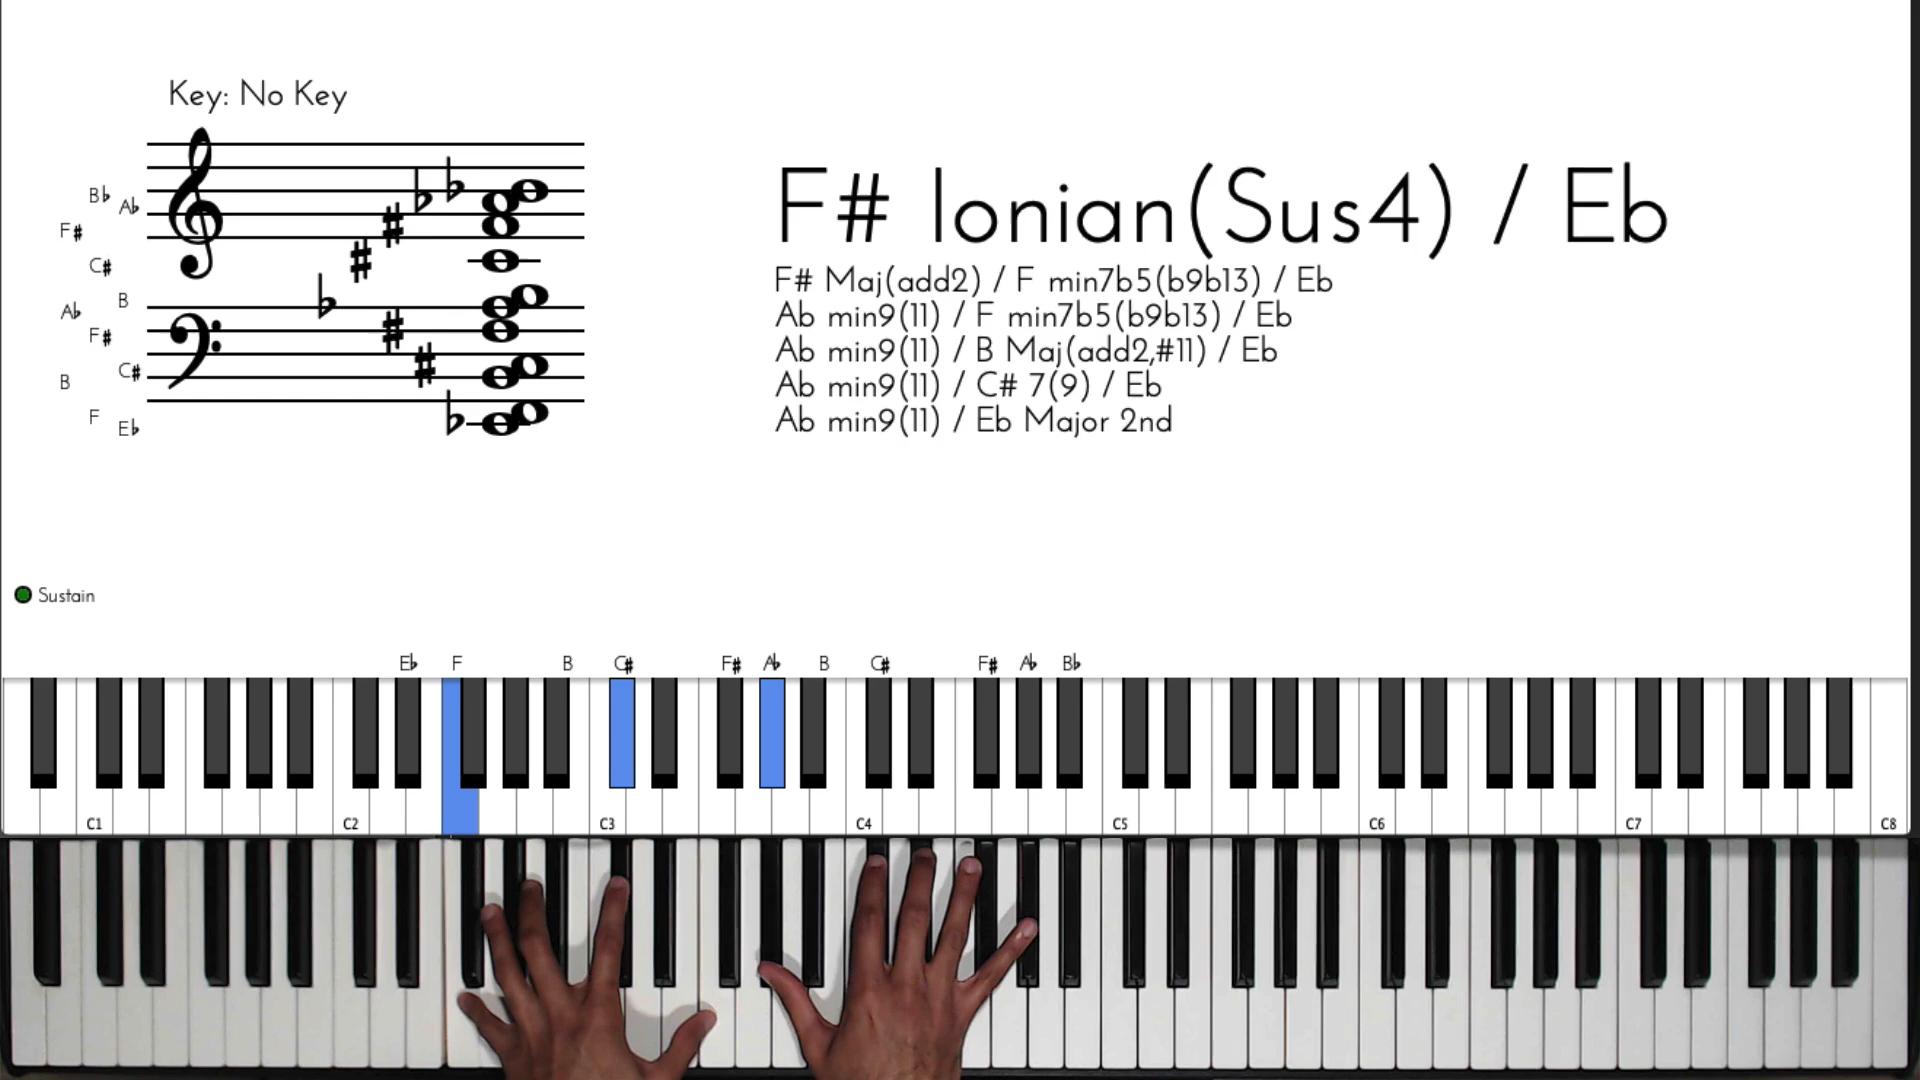 Key: No Key
B♭
A♭
F♯
C♯
B
A♭
F♯
C♯
B
F
E♭
F# Ionian(Sus4) / Eb
F# Maj(add2) / F min7b5(b9b13) / Eb
Ab min9(11) / F min7b5(b9b13) / Eb
Ab min9(11) / B Maj(add2,#11) / Eb
Ab min9(11) / C# 7(9) / Eb
Ab min9(11) / Eb Major 2nd
Sustain
E♭ F B C♯ F♯ A♭ B C♯ F♯ A♭ B♭
C1 C2 C3 C4 C5 C6 C7 C8